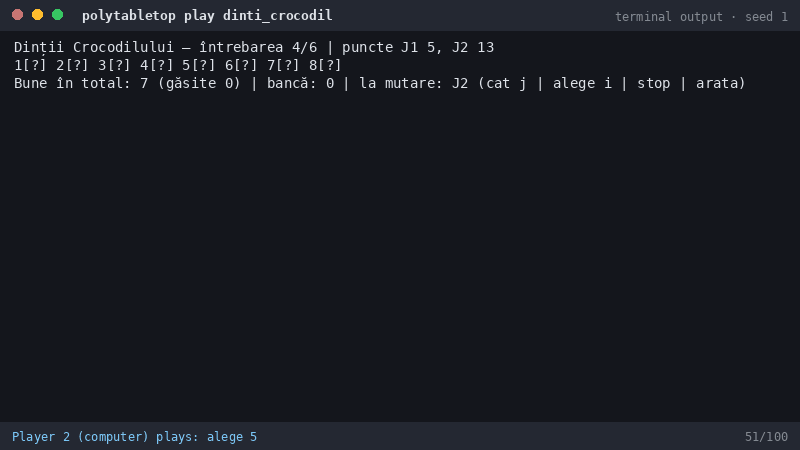 polytabletop play dinti_crocodil
terminal output · seed 1
Dinții Crocodilului — întrebarea 4/6 | puncte J1 5, J2 13
1[?] 2[?] 3[?] 4[?] 5[?] 6[?] 7[?] 8[?]
Bune în total: 7 (găsite 0) | bancă: 0 | la mutare: J2 (cat j | alege i | stop | arata)
Player 2 (computer) plays: alege 5
51/100